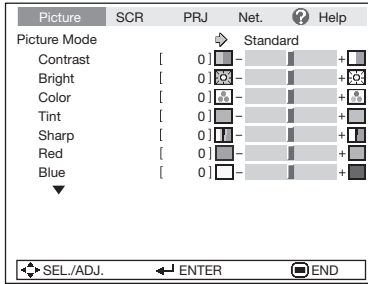 Picture SCR PRJ Net. ? Help
Picture Mode Standard
Contrast [ 0 ] - +
Bright [ 0 ] - +
Color [ 0 ] - +
Tint [ 0 ] - +
Sharp [ 0 ] - +
Red [ 0 ] - +
Blue [ 0 ] - +
SEL./ADJ. ENTER END